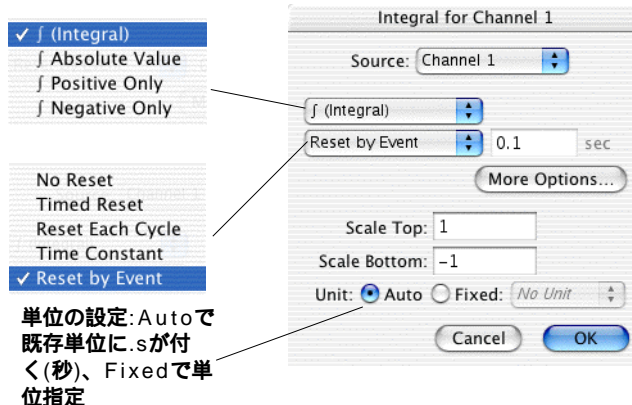 ✓ ∫ (Integral)
∫ Absolute Value
∫ Positive Only
∫ Negative Only
No Reset
Timed Reset
Reset Each Cycle
Time Constant
✓ Reset by Event
単位の設定:Autoで
既存単位に.sが付
く(秒)、Fixedで単
位指定
Integral for Channel 1
Source: Channel 1
∫ (Integral)
Reset by Event 0.1 sec
More Options...
Scale Top: 1
Scale Bottom: -1
Unit: Auto Fixed: No Unit
Cancel OK